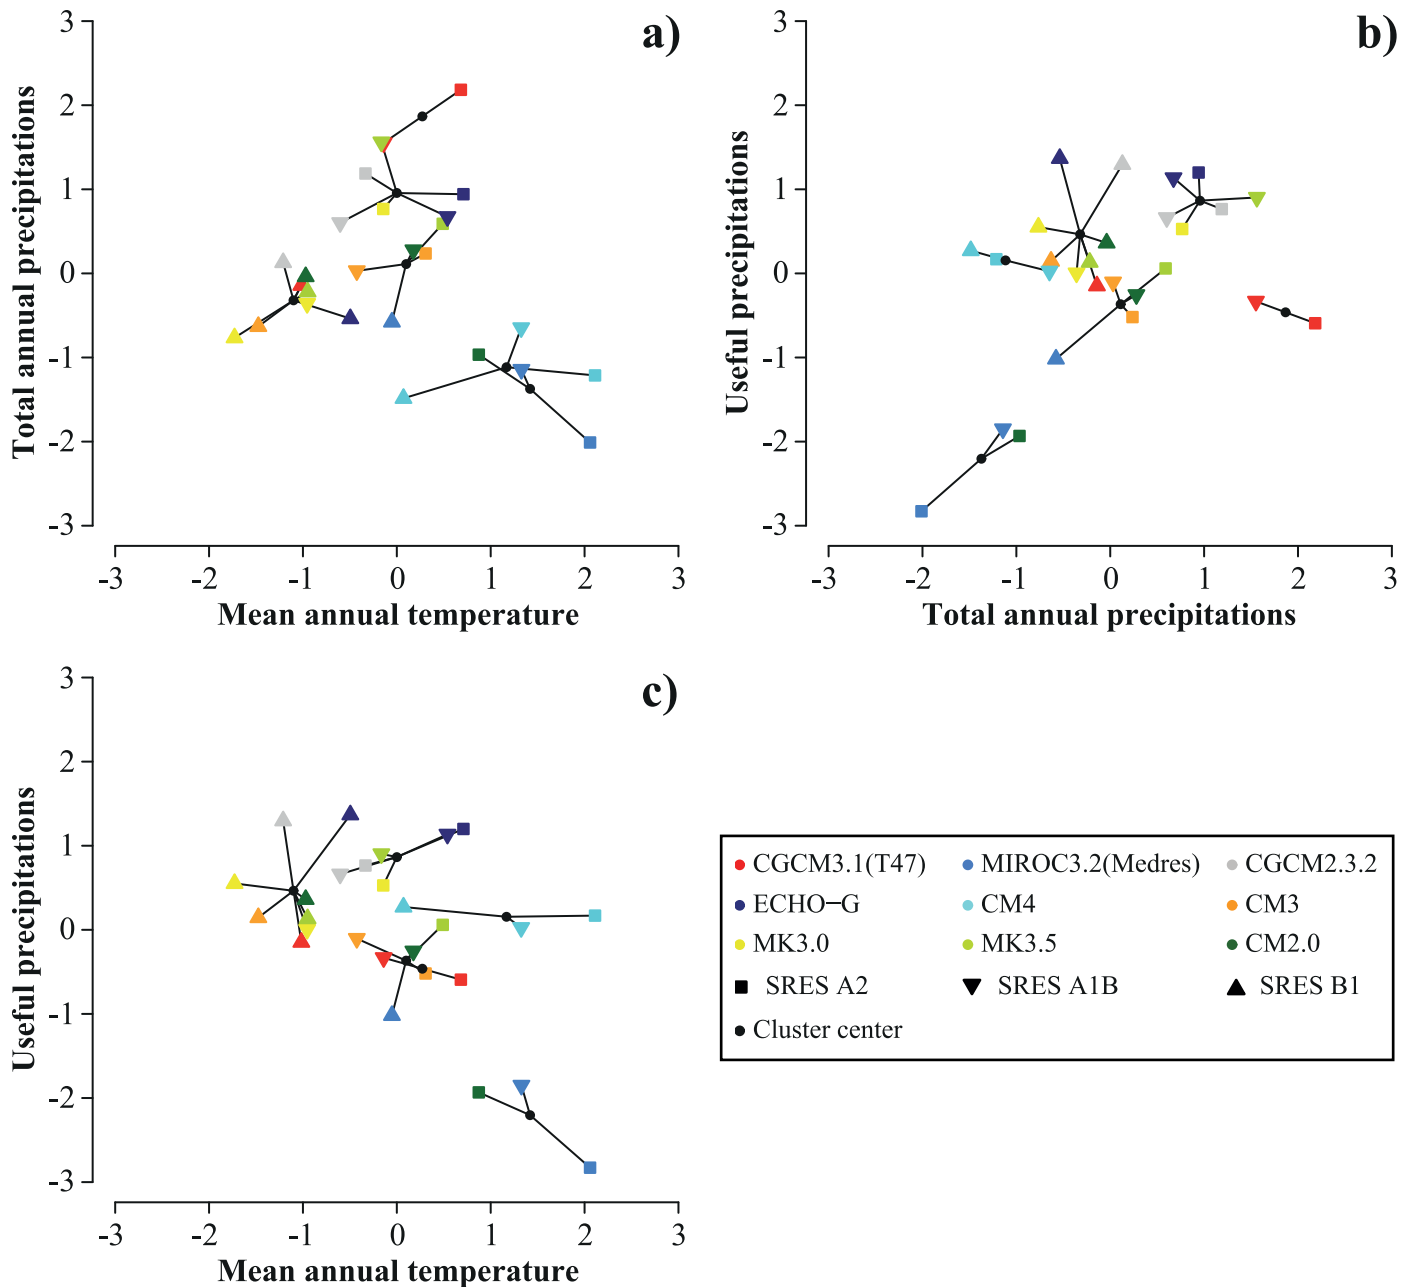 a)
3
2
1
0
-1
-2
-3
Total annual precipitations
-3 -2 -1 0 1 2 3
Mean annual temperature
b)
3
2
1
0
-1
-2
-3
Useful precipitations
-3 -2 -1 0 1 2 3
Total annual precipitations
c)
3
2
1
0
-1
-2
-3
Useful precipitations
-3 -2 -1 0 1 2 3
Mean annual temperature
CGCM3.1(T47) MIROC3.2(Medres) CGCM2.3.2
ECHO−G CM4 CM3
MK3.0 MK3.5 CM2.0
SRES A2 SRES A1B SRES B1
Cluster center